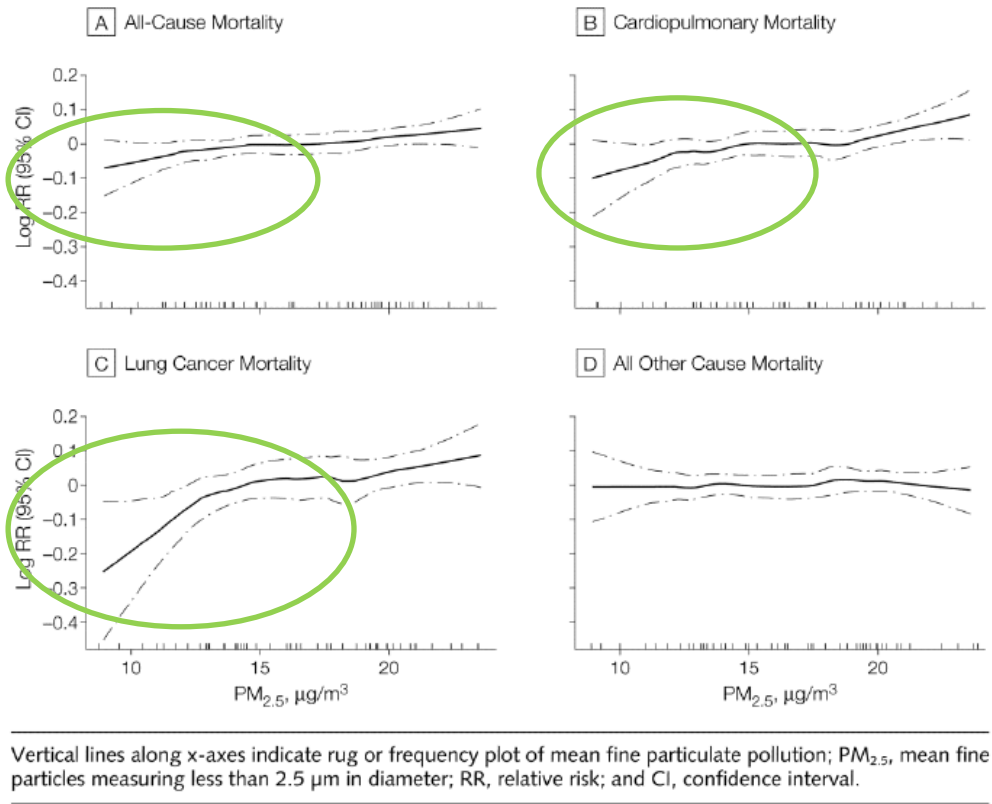 A All-Cause Mortality
B Cardiopulmonary Mortality
Log RR (95% CI)
0.2
0.1
0
−0.1
−0.2
−0.3
−0.4
C Lung Cancer Mortality
D All Other Cause Mortality
Log RR (95% CI)
0.2
0.1
0
−0.1
−0.2
−0.3
−0.4
10 15 20
10 15 20
PM2.5, μg/m3
PM2.5, μg/m3
Vertical lines along x-axes indicate rug or frequency plot of mean fine particulate pollution; PM2.5, mean fine
particles measuring less than 2.5 μm in diameter; RR, relative risk; and CI, confidence interval.